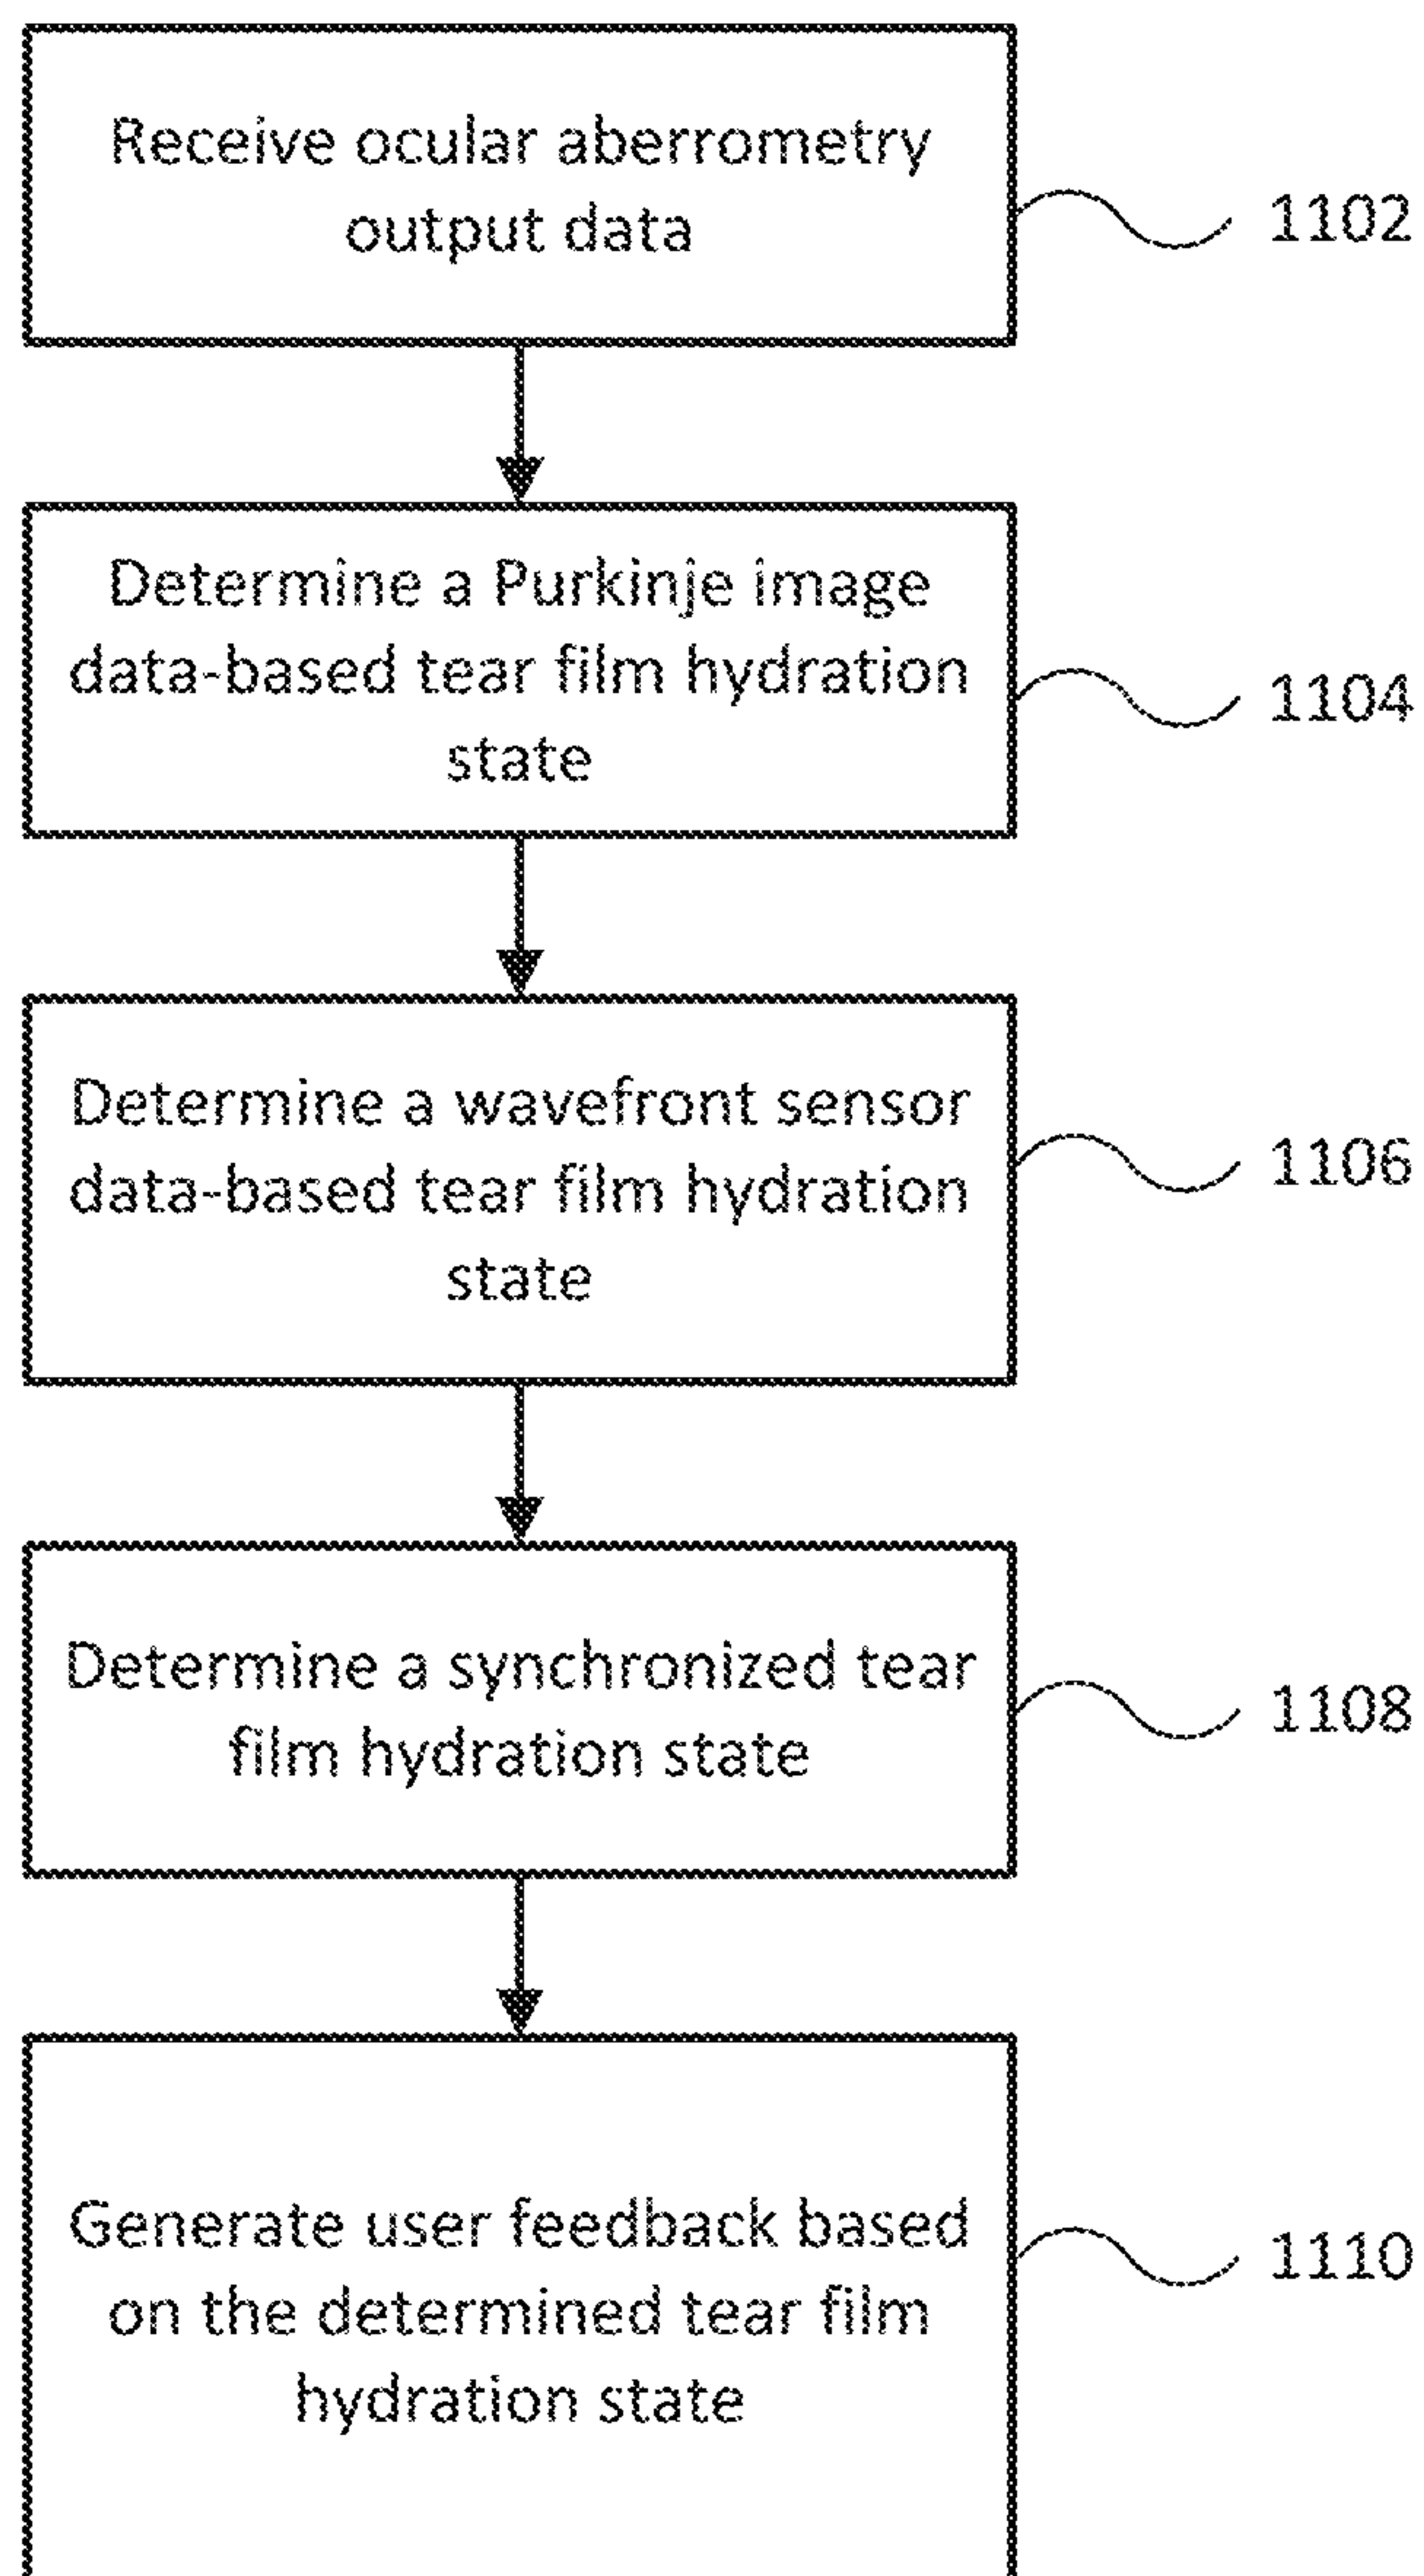 Receive ocular aberrometry
output data
1102
Determine a Purkinje image
data-based tear film hydration
state
1104
Determine a wavefront sensor
data-based tear film hydration
state
1106
Determine a synchronized tear
film hydration state
1108
Generate user feedback based
on the determined tear film
hydration state
1110